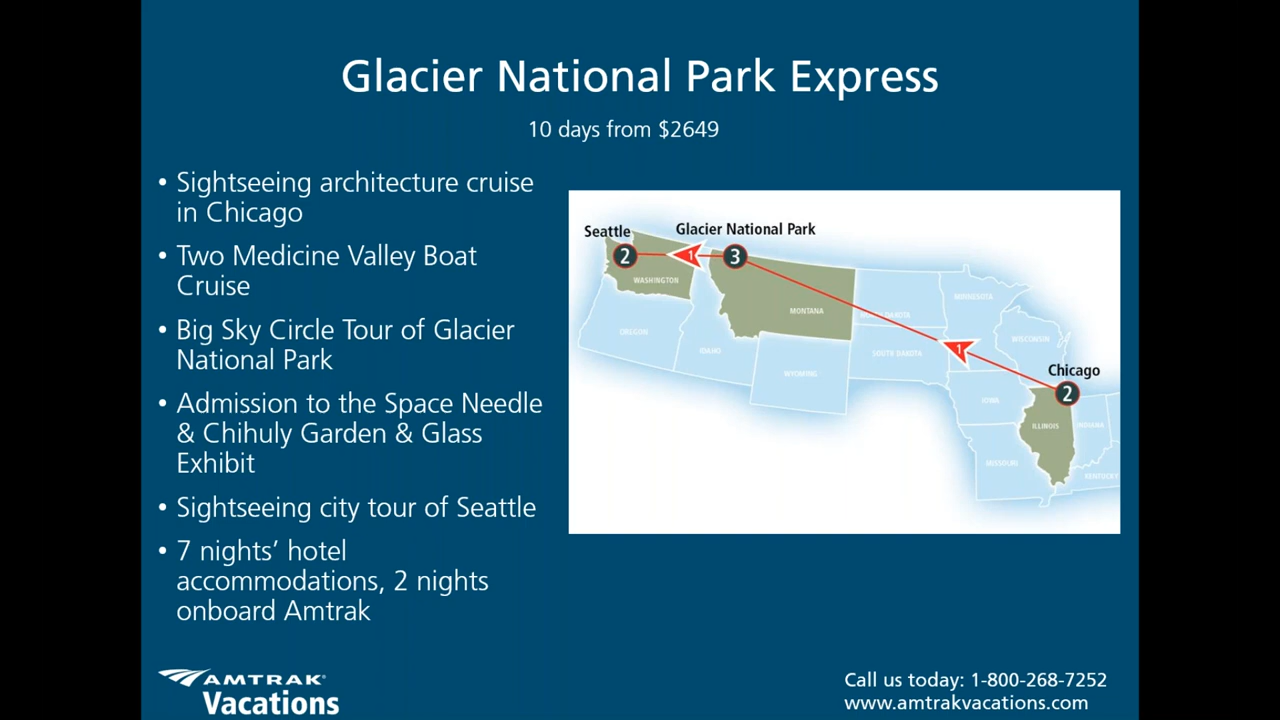 Glacier National Park Express
10 days from $2649
• Sightseeing architecture cruise
in Chicago
• Two Medicine Valley Boat
Cruise
• Big Sky Circle Tour of Glacier
National Park
• Admission to the Space Needle
& Chihuly Garden & Glass
Exhibit
• Sightseeing city tour of Seattle
• 7 nights’ hotel
accommodations, 2 nights
onboard Amtrak
Seattle
Glacier National Park
2
1
3
WASHINGTON
MONTANA
MINNESOTA
NORTH DAKOTA
OREGON
IDAHO
WISCONSIN
SOUTH DAKOTA
1
WYOMING
Chicago
2
IOWA
ILLINOIS
INDIANA
MISSOURI
KENTUCKY
AMTRAK®
Vacations
Call us today: 1-800-268-7252
www.amtrakvacations.com